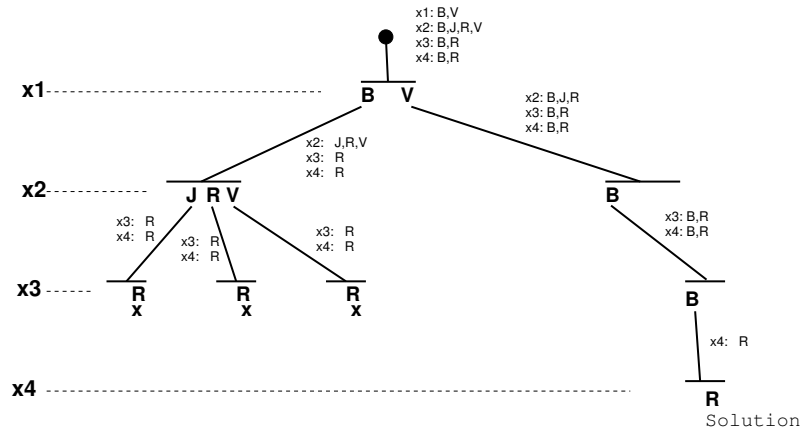 x1: B,V
x2: B,J,R,V
x3: B,R
x4: B,R
x1
B V
x2: B,J,R
x3: B,R
x4: B,R
x2: J,R,V
x3: R
x4: R
x2
J R V
B
x3: R
x4: R
x3: R
x4: R
x3: R
x4: R
x3: B,R
x4: B,R
x3
R
x
R
x
R
x
B
x4: R
x4
R
Solution